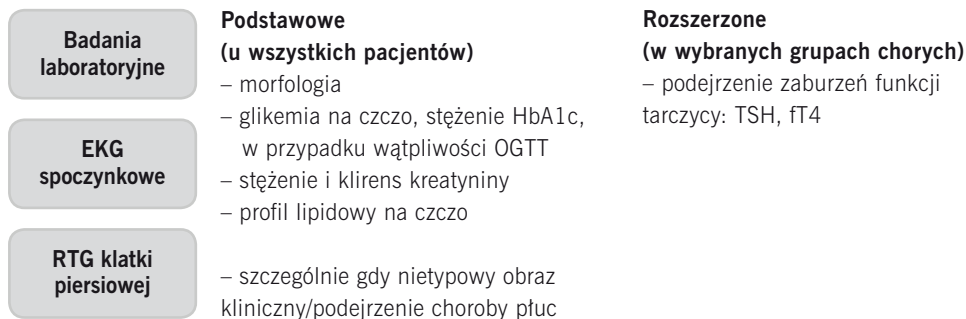 Badania
laboratoryjne
EKG
spoczynkowe
RTG klatki
piersiowej
Podstawowe
(u wszystkich pacjentów)
– morfologia
– glikemia na czczo, stężenie HbA1c,
w przypadku wątpliwości OGTT
– stężenie i klirens kreatyniny
– profil lipidowy na czczo
– szczególnie gdy nietypowy obraz
kliniczny/podejrzenie choroby płuc
Rozszerzone
(w wybranych grupach chorych)
– podejrzenie zaburzeń funkcji
tarczycy: TSH, fT4